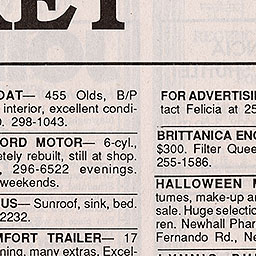 OAT— 455 Olds, B/P
interior, excellent condi-
298-1043.
ORD MOTOR— 6-cyl.,
etely rebuilt, still at shop.
296-6522 evenings.
weekends.
US— Sunroof, sink, bed.
2232.
MFORT TRAILER— 17
ning, many extras. Excel-
FOR ADVERTISI
tact Felicia at 25
BRITTANICA ENC
$300. Filter Quee
255-1586.
HALLOWEEN M
tumes, make-up a
sale. Huge selectio
ren. Newhall Phar
Fernando Rd., Ne